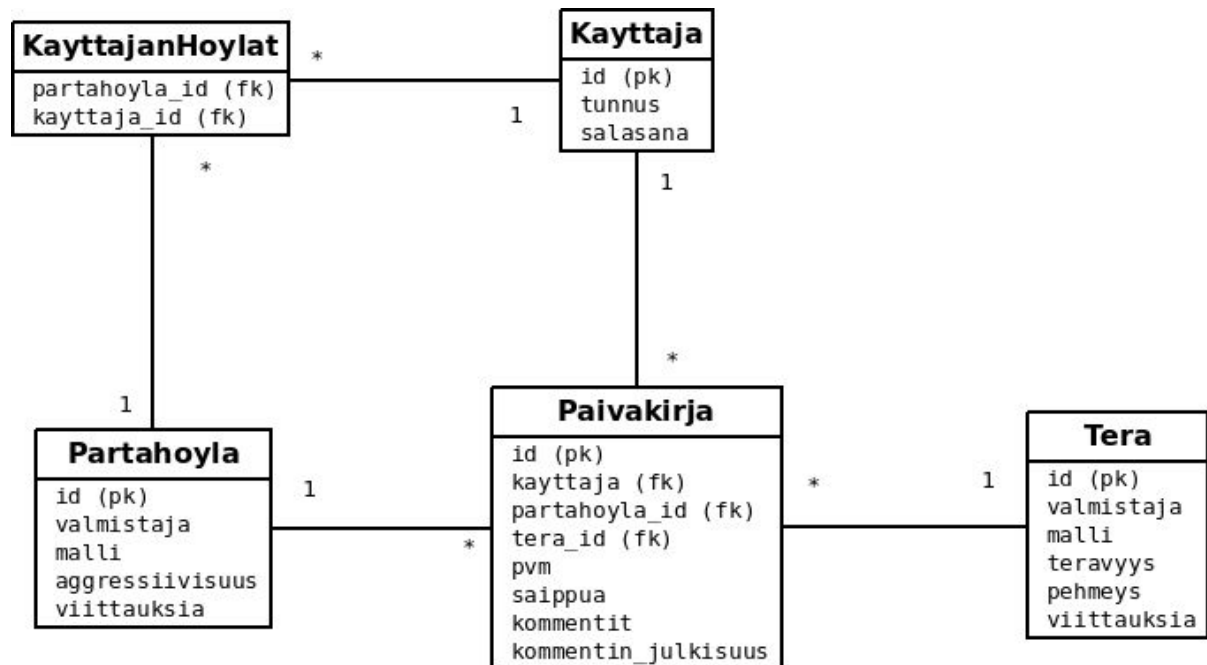 KayttajanHoylat
partahoyla_id (fk)
kayttaja_id (fk)
*
1
Kayttaja
id (pk)
tunnus
salasana
*
1
1
*
Partahoyla
id (pk)
valmistaja
malli
aggressiivisuus
viittauksia
1
*
Paivakirja
id (pk)
kayttaja (fk)
partahoyla_id (fk)
tera_id (fk)
pvm
saippua
kommentit
kommentin_julkisuus
*
1
Tera
id (pk)
valmistaja
malli
teravyys
pehmeys
viittauksia